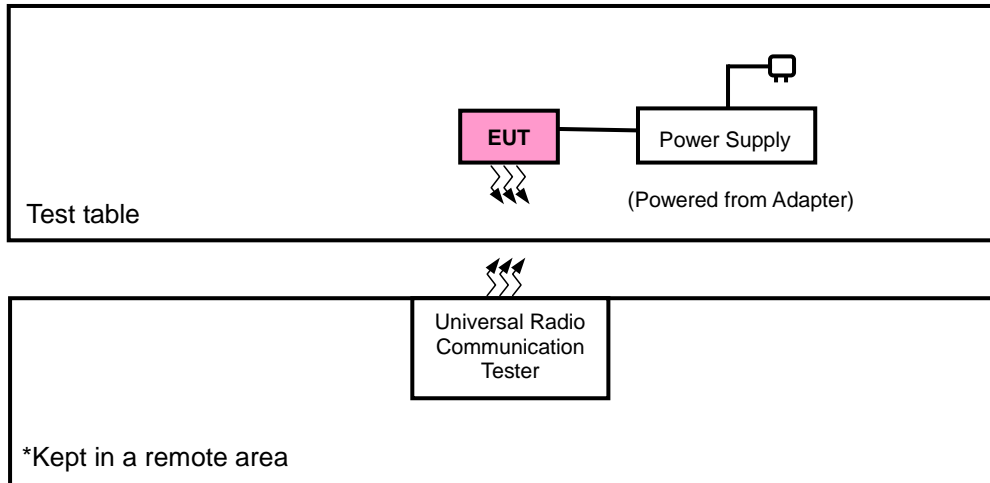 EUT
Power Supply
(Powered from Adapter)
Test table
Universal Radio
Communication
Tester
*Kept in a remote area